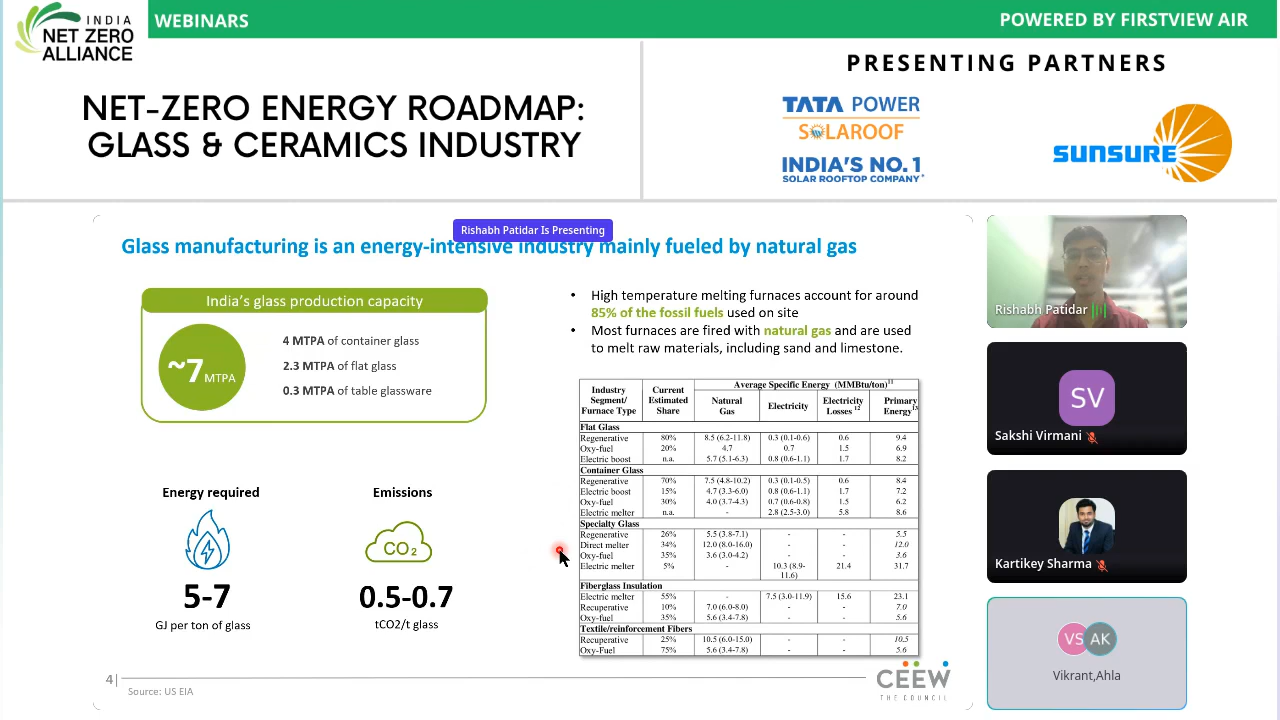 INDIA
NET ZERO
ALLIANCE
WEBINARS
POWERED BY FIRSTVIEW AIR
NET-ZERO ENERGY ROADMAP:
GLASS & CERAMICS INDUSTRY
PRESENTING PARTNERS
TATA POWER
SOLAROOF
INDIA'S NO. 1
SOLAR ROOFTOP COMPANY*
SUNSURE
Rishabh Patidar Is Presenting
Glass manufacturing is an energy-intensive industry mainly fueled by natural gas
India's glass production capacity
~7 MTPA
4 MTPA of container glass
2.3 MTPA of flat glass
0.3 MTPA of table glassware
• High temperature melting furnaces account for around
85% of the fossil fuels used on site
• Most furnaces are fired with natural gas and are used
to melt raw materials, including sand and limestone.
Energy required
5-7
GJ per ton of glass
Emissions
CO2
0.5-0.7
tCO2/t glass
Industry Segment/ Furnace Type Current Estimated Share Average Specific Energy (MMBtu/ton)11
Natural Gas Electricity Electricity Losses 12 Primary Energy13
Flat Glass
Regenerative 80% 8.5 (6.2-11.8) 0.3 (0.1-0.6) 0.6 9.4
Oxy-fuel 20% 4.7 0.7 1.5 6.9
Electric boost n.a. 5.7 (5.1-6.3) 0.8 (0.6-1.1) 1.7 8.2
Container Glass
Regenerative 70% 7.5 (4.8-10.2) 0.3 (0.1-0.5) 0.6 8.4
Electric boost 15% 4.7 (3.3-6.0) 0.8 (0.6-1.1) 1.7 7.2
Oxy-fuel 30% 4.0 (3.7-4.3) 0.7 (0.6-0.8) 1.5 6.2
Electric melter n.a. - 2.8 (2.5-3.0) 5.8 8.6
Specialty Glass
Regenerative 26% 5.5 (3.8-7.1) - - 5.5
Direct melter 34% 12.0 (8.0-16.0) - - 12.0
Oxy-fuel 35% 3.6 (3.0-4.2) - - 3.6
Electric melter 5% - 10.3 (8.9-11.6) 21.4 31.7
Fiberglass Insulation
Electric melter 55% - 7.5 (3.0-11.9) 15.6 23.1
Recuperative 10% 7.0 (6.0-8.0) - - 7.0
Oxy-fuel 35% 5.6 (3.4-7.8) - - 5.6
Textile/reinforcement Fibers
Recuperative 25% 10.5 (6.0-15.0) - - 10.5
Oxy-Fuel 75% 5.6 (3.4-7.8) - - 5.6
4|
Source: US EIA
CEEW
THE COUNCIL
Rishabh Patidar
SV
Sakshi Virmani
Kartikey Sharma
VS AK
Vikrant,Ahla